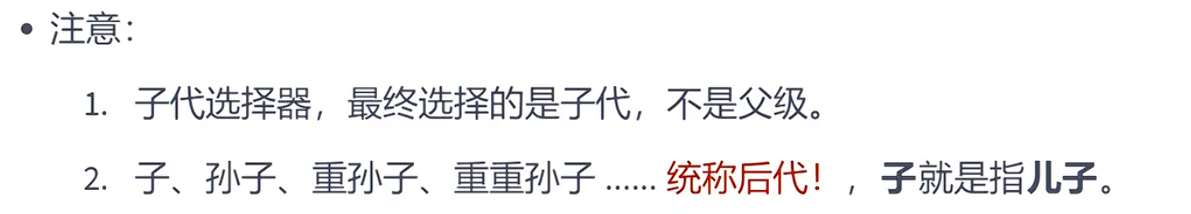 • 注意：
1. 子代选择器，最终选择的是子代，不是父级。
2. 子、孙子、重孙子、重重孙子 ...... 统称后代！，子就是指儿子。